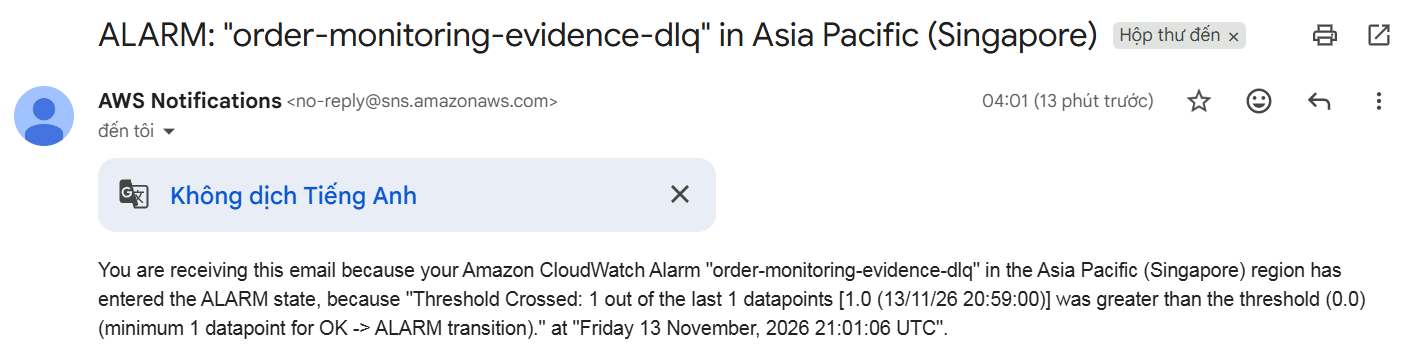 ALARM: "order-monitoring-evidence-dlq" in Asia Pacific (Singapore) Hộp thư đến ×
AWS Notifications <no-reply@sns.amazonaws.com> 04:01 (13 phút trước)
đến tôi
Không dịch Tiếng Anh
You are receiving this email because your Amazon CloudWatch Alarm "order-monitoring-evidence-dlq" in the Asia Pacific (Singapore) region has
entered the ALARM state, because "Threshold Crossed: 1 out of the last 1 datapoints [1.0 (13/11/26 20:59:00)] was greater than the threshold (0.0)
(minimum 1 datapoint for OK -> ALARM transition)." at "Friday 13 November, 2026 21:01:06 UTC".